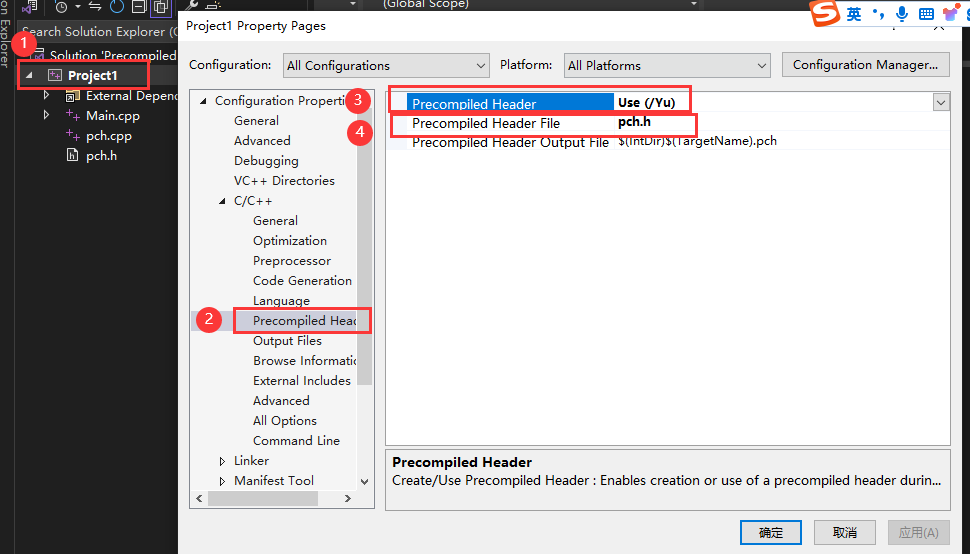 (Global Scope)
on Explorer
Search Solution Explorer (C
Solution 'Precompiled
Project1
External Depend
Main.cpp
pch.cpp
pch.h
1
Project1 Property Pages
S 英
Configuration:
All Configurations
Platform:
All Platforms
Configuration Manager...
Configuration Properti
General
Advanced
Debugging
VC++ Directories
C/C++
General
Optimization
Preprocessor
Code Generation
Language
2
Precompiled Head
Output Files
Browse Informatio
External Includes
Advanced
All Options
Command Line
Linker
Manifest Tool
3
Precompiled Header Use (/Yu)
4
Precompiled Header File pch.h
Precompiled Header Output File $(IntDir)$(TargetName).pch
Precompiled Header
Create/Use Precompiled Header : Enables creation or use of a precompiled header durin...
确定
取消
应用(A)